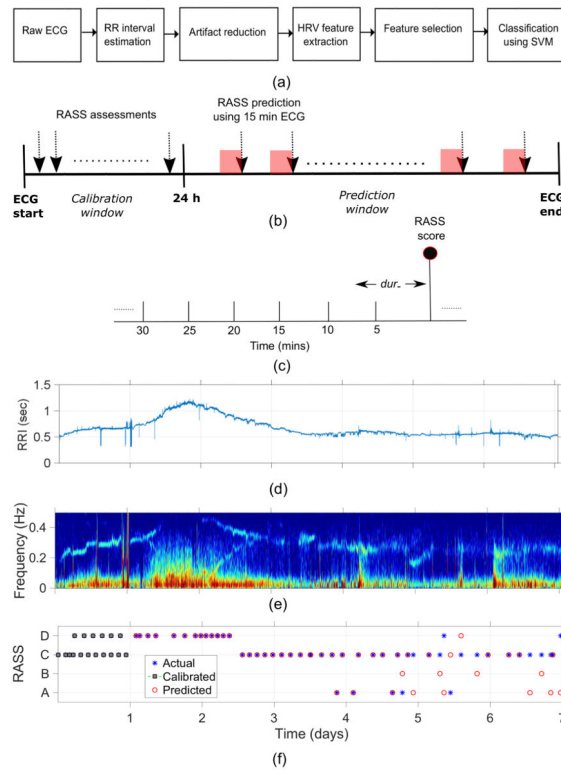 Raw ECG
RR interval
estimation
Artifact reduction
HRV feature
extraction
Feature selection
Classification
using SVM
(a)
RASS assessments
RASS prediction
using 15 min ECG
ECG
start
Calibration
window
24 h
Prediction
window
ECG
end
(b)
RASS
score
dur_
30
25
20
15
10
5
Time (mins)
(c)
1.5
1
0.5
0
RRI (sec)
(d)
0.4
0.2
0
Frequency (Hz)
(e)
D
C
B
A
RASS
Actual
Calibrated
Predicted
1
2
3
4
5
6
7
Time (days)
(f)